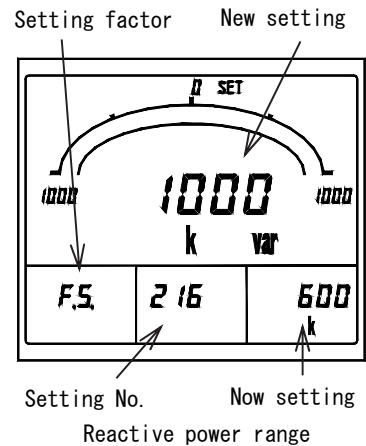 Setting factor New setting
0 SET
1000 1000 1000
k var
F.S. 216 600
k
Setting No. Now setting
Reactive power range